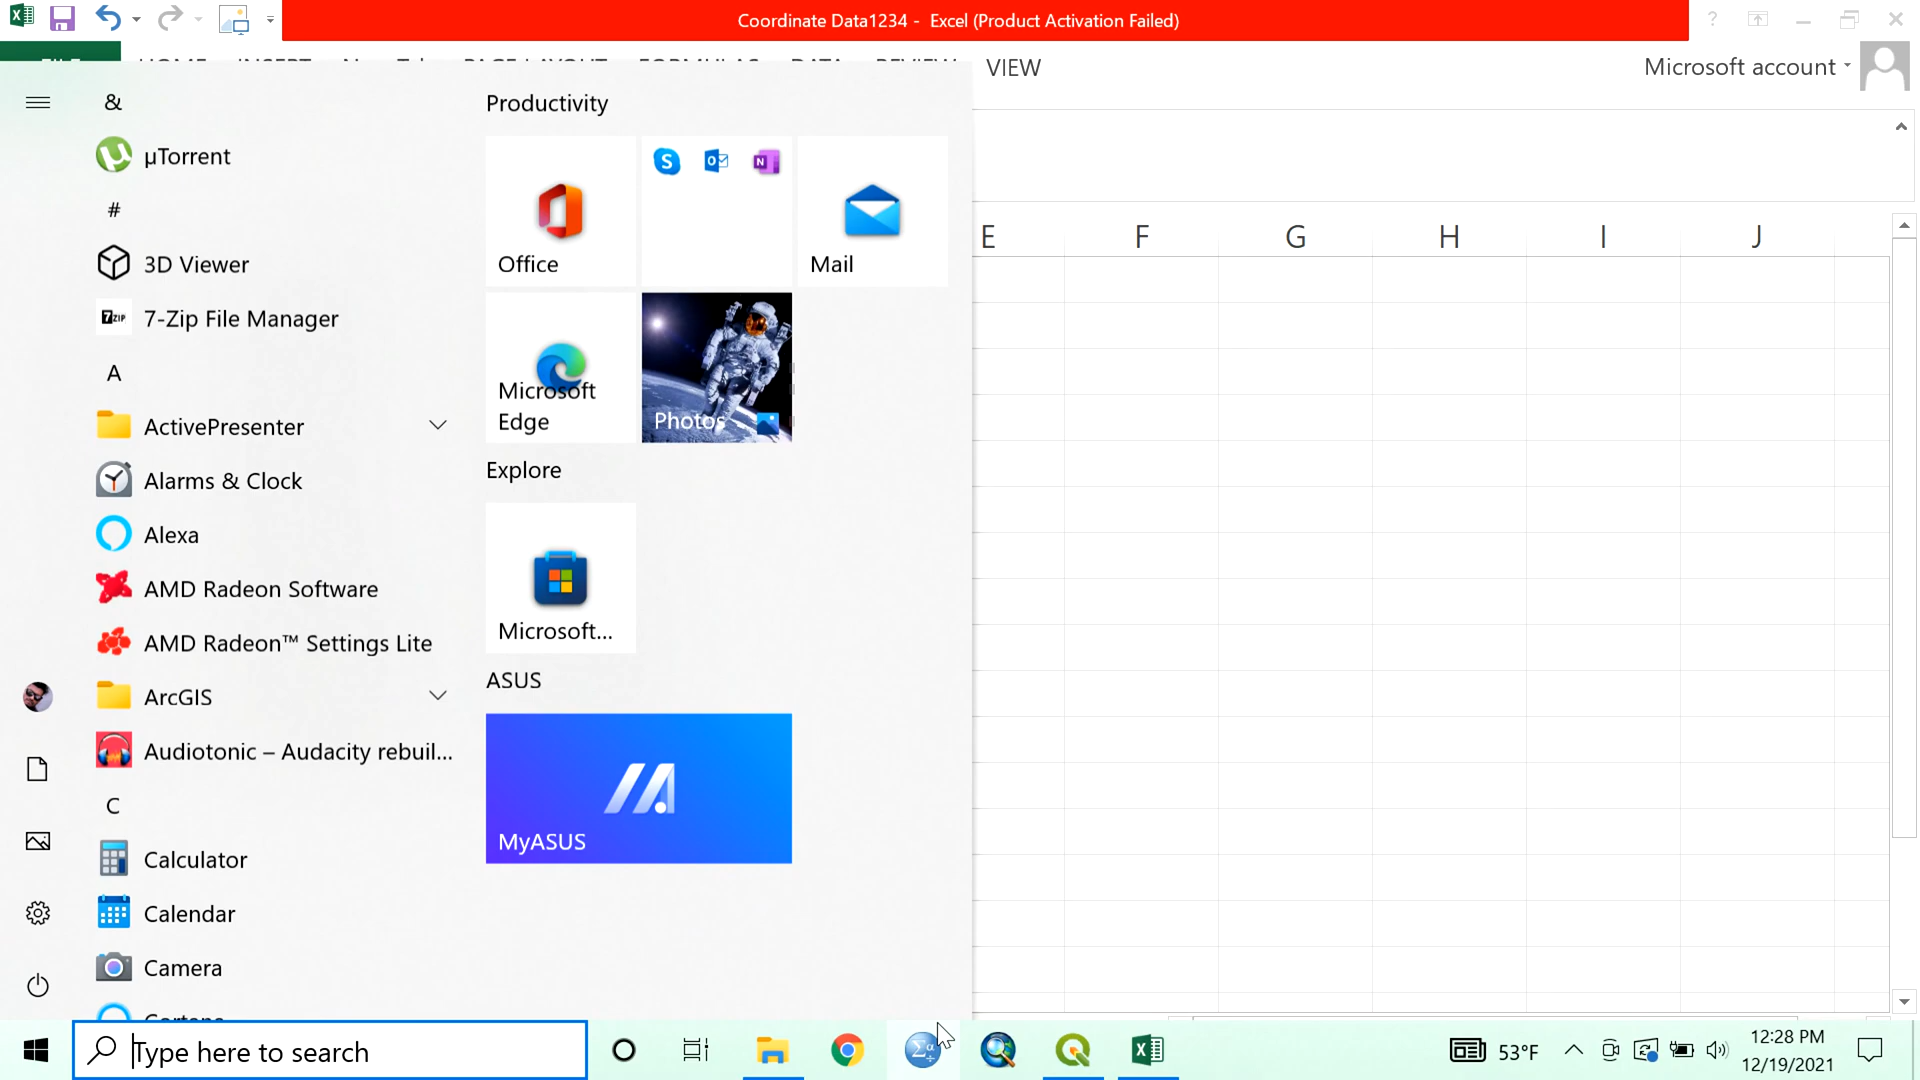 Coordinate Data1234 - Excel (Product Activation Failed)
VIEW
Microsoft account
&
µTorrent
#
3D Viewer
7-Zip File Manager
A
ActivePresenter
Alarms & Clock
Alexa
AMD Radeon Software
AMD Radeon™ Settings Lite
ArcGIS
Audiotonic – Audacity rebuil...
C
Calculator
Calendar
Camera
Productivity
Office
Mail
Microsoft
Edge
Photos
Explore
Microsoft...
ASUS
MyASUS
E F G H I J
Type here to search
53°F
12:28 PM
12/19/2021